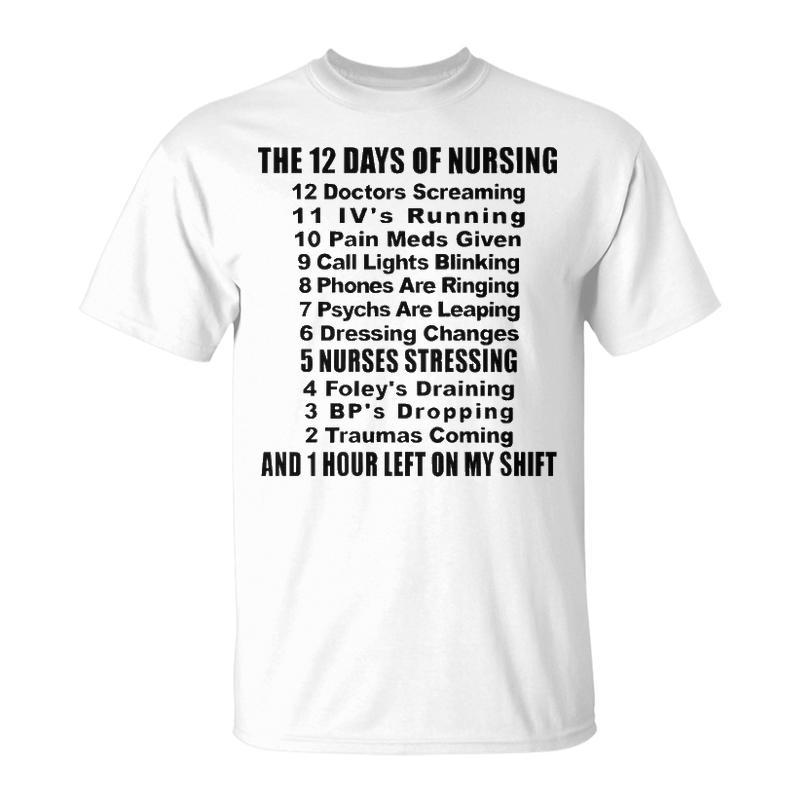 THE 12 DAYS OF NURSING
12 Doctors Screaming
11 IV's Running
10 Pain Meds Given
9 Call Lights Blinking
8 Phones Are Ringing
7 Psychs Are Leaping
6 Dressing Changes
5 NURSES STRESSING
4 Foley's Draining
3 BP's Dropping
2 Traumas Coming
AND 1 HOUR LEFT ON MY SHIFT